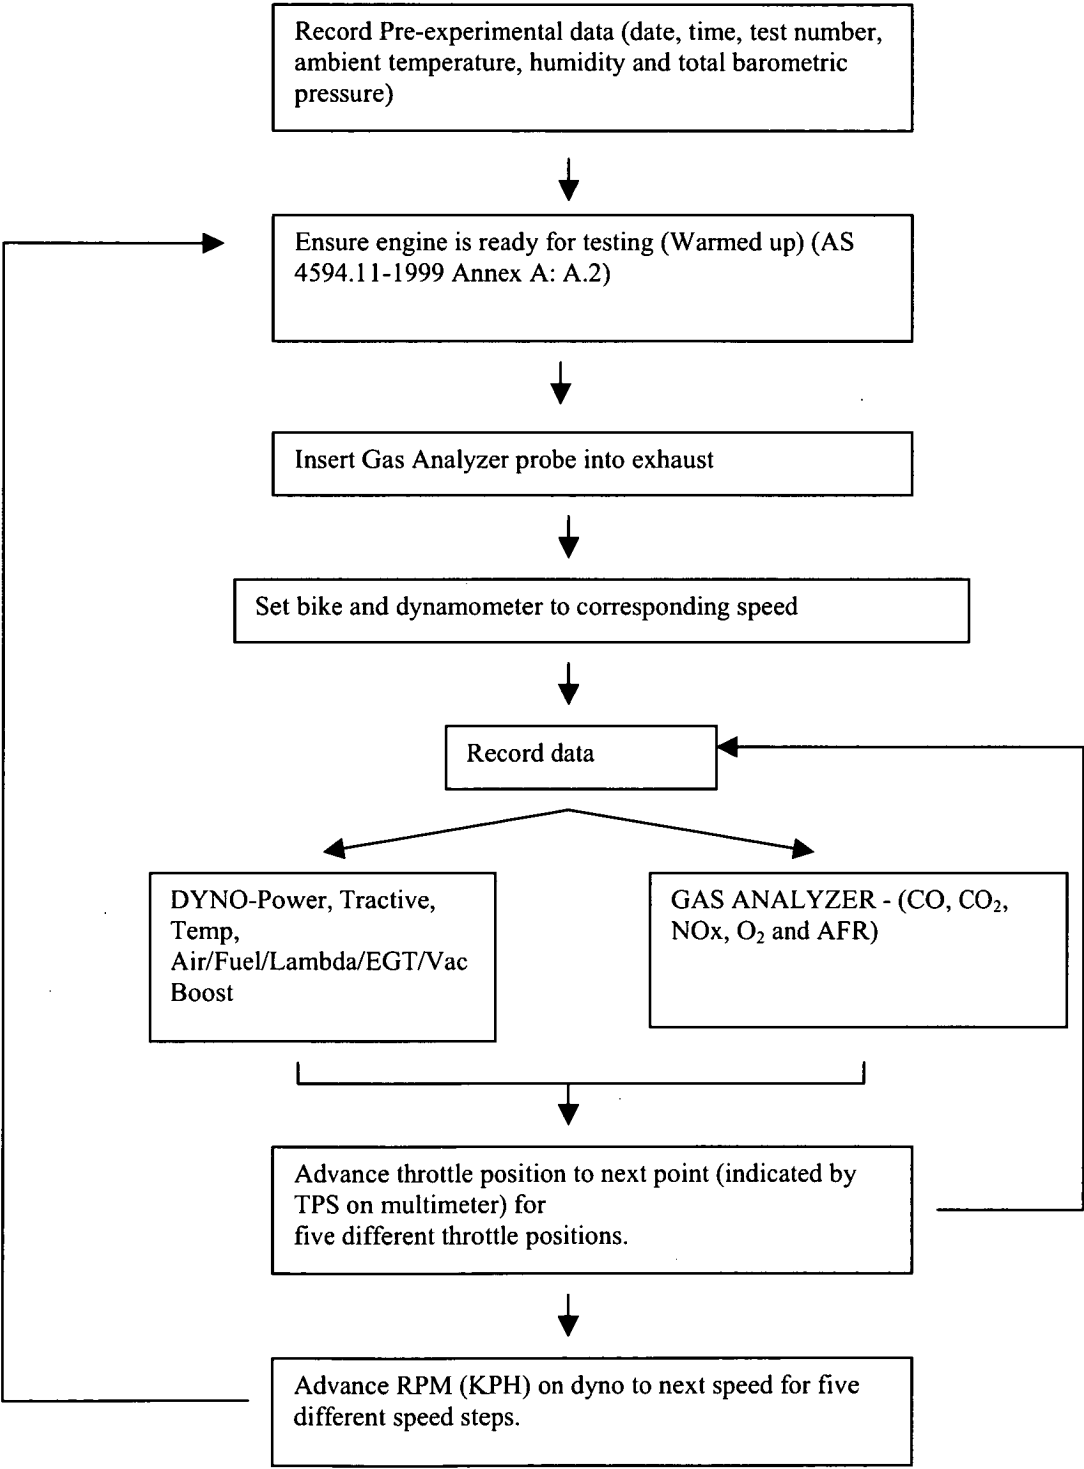 Record Pre-experimental data (date, time, test number,
ambient temperature, humidity and total barometric
pressure)
Ensure engine is ready for testing (Warmed up) (AS
4594.11-1999 Annex A: A.2)
Insert Gas Analyzer probe into exhaust
Set bike and dynamometer to corresponding speed
Record data
DYNO-Power, Tractive,
Temp,
Air/Fuel/Lambda/EGT/Vac
Boost
GAS ANALYZER - (CO, CO₂,
NOx, O₂ and AFR)
Advance throttle position to next point (indicated by
TPS on multimeter) for
five different throttle positions.
Advance RPM (KPH) on dyno to next speed for five
different speed steps.